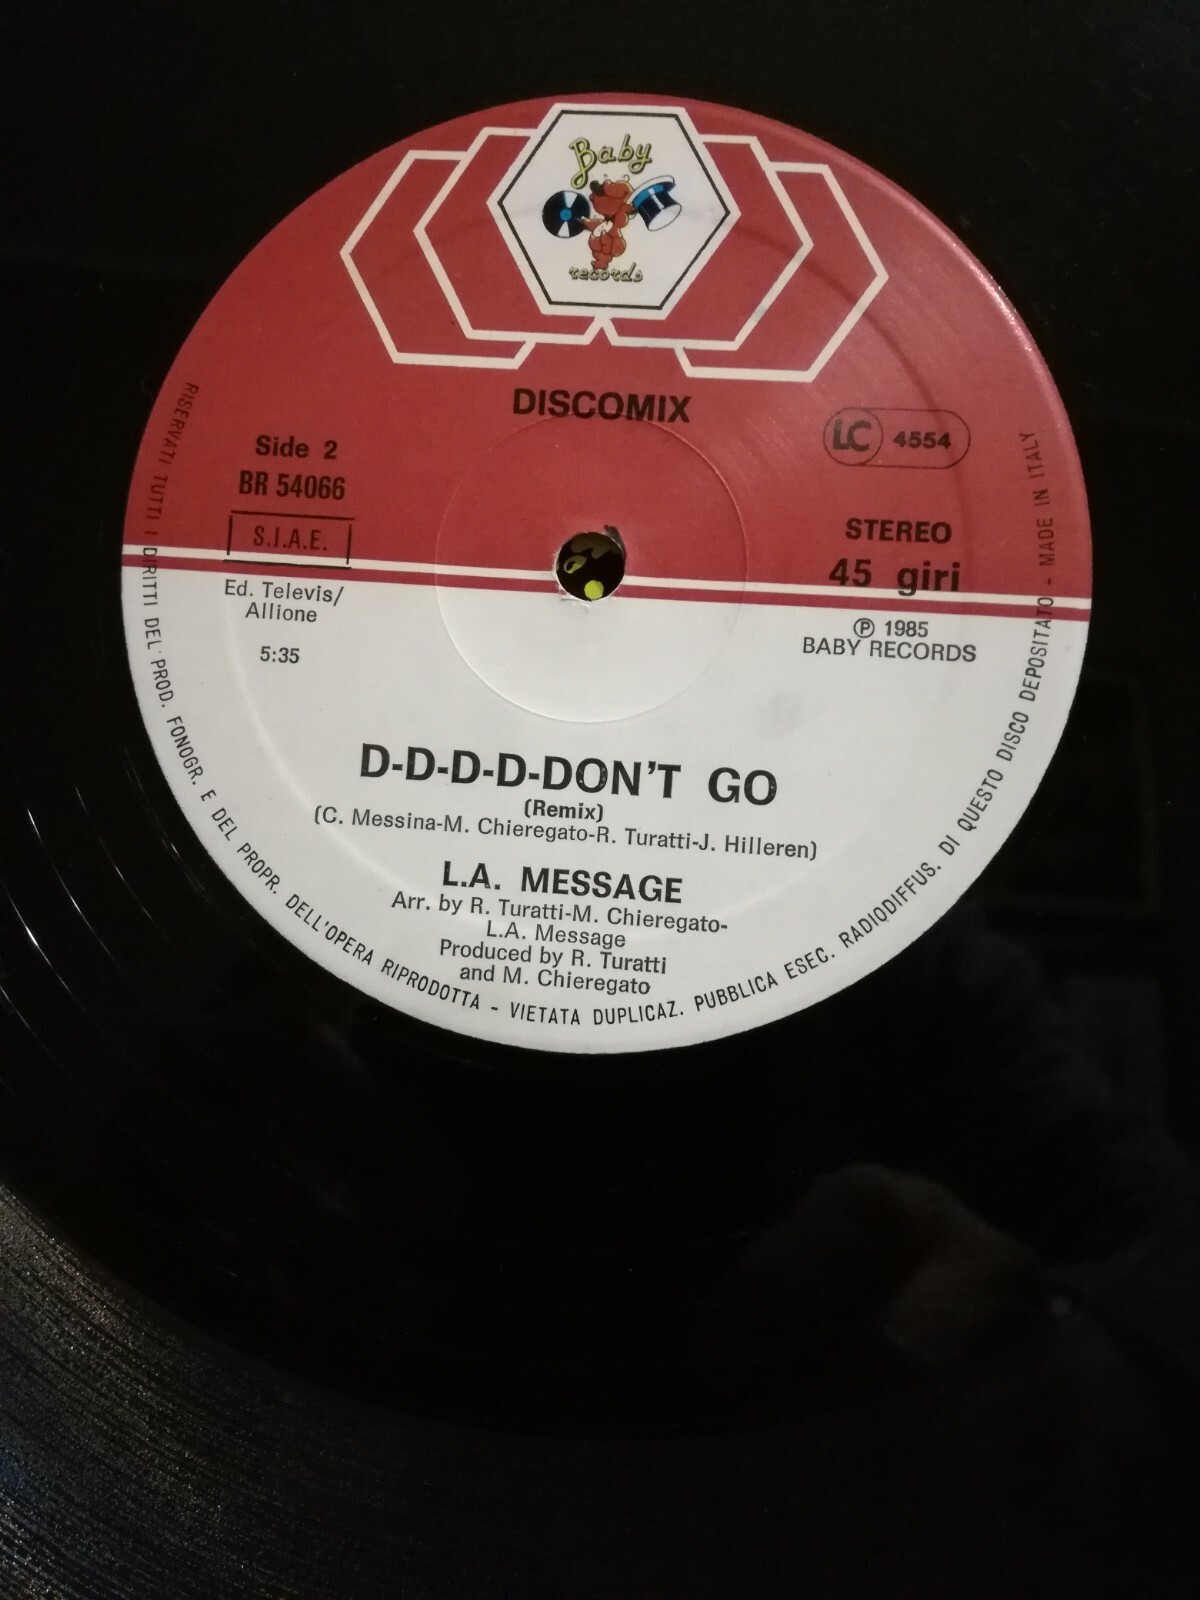 Baby
records
DISCOMIX
Side 2
BR 54066
S.I.A.E.
Ed. Televis/
Allione
5:35
LC 4554
STEREO
45 giri
℗ 1985
BABY RECORDS
D-D-D-D-DON'T GO
(Remix)
(C. Messina-M. Chieregato-R. Turatti-J. Hilleren)
L.A. MESSAGE
Arr. by R. Turatti-M. Chieregato-
L.A. Message
Produced by R. Turatti
and M. Chieregato
RISERVATI TUTTI I DIRITTI DEL PROD. FONOGR. E DEL PROPR. DELL'OPERA RIPRODOTTA - VIETATA DUPLICAZ. PUBBLICA ESEC. RADIODIFFUS. DI QUESTO DISCO DEPOSITATO - MADE IN ITALY